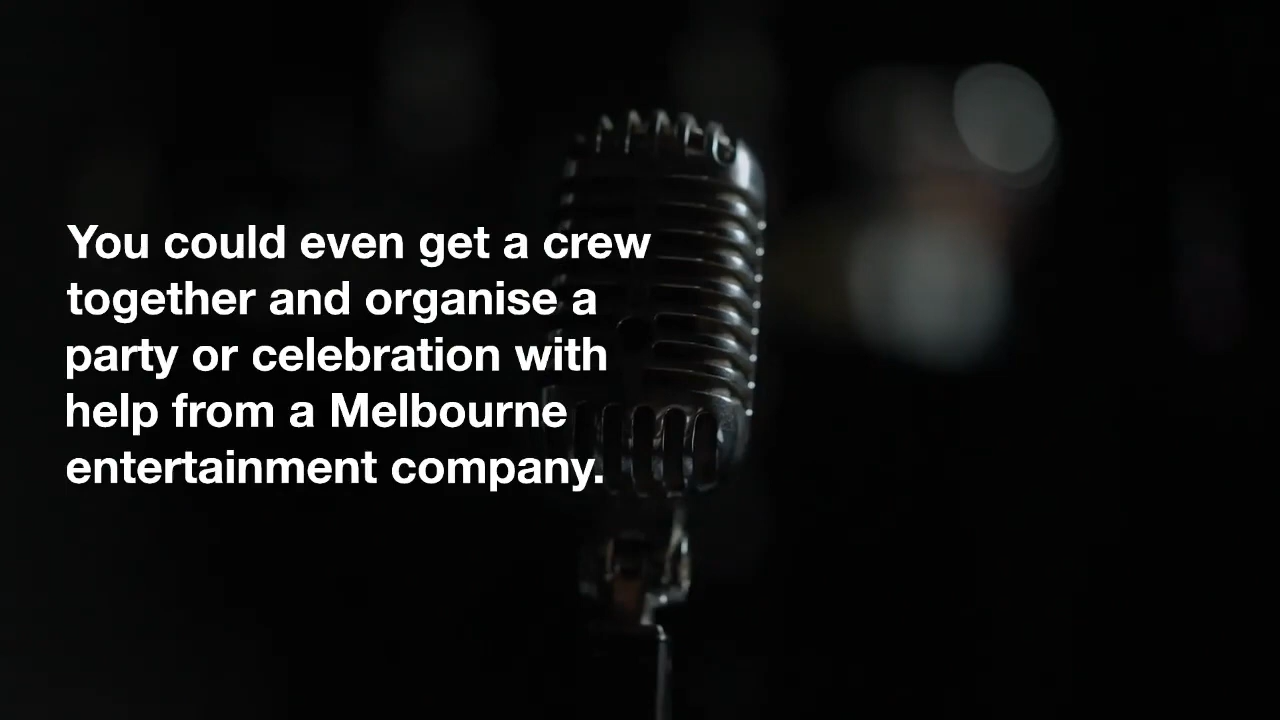 You could even get a crew
together and organise a
party or celebration with
help from a Melbourne
entertainment company.